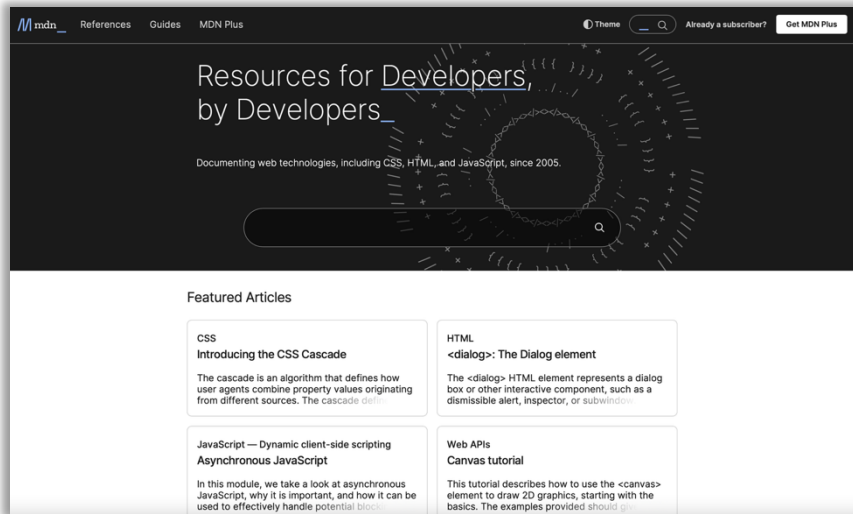 mdn_ References Guides MDN Plus Theme Already a subscriber? Get MDN Plus
Resources for Developers,
by Developers_
Documenting web technologies, including CSS, HTML, and JavaScript, since 2005.
Featured Articles
CSS
Introducing the CSS Cascade
The cascade is an algorithm that defines how
user agents combine property values originating
from different sources. The cascade
HTML
<dialog>: The Dialog element
The <dialog> HTML element represents a dialog
box or other interactive component, such as a
dismissible alert, inspector, or subwindow
JavaScript — Dynamic client-side scripting
Asynchronous JavaScript
In this module, we take a look at asynchronous
JavaScript, why it is important, and how it can be
used to effectively handle potential
Web APIs
Canvas tutorial
This tutorial describes how to use the <canvas>
element to draw 2D graphics, starting with the
basics. The examples provided should